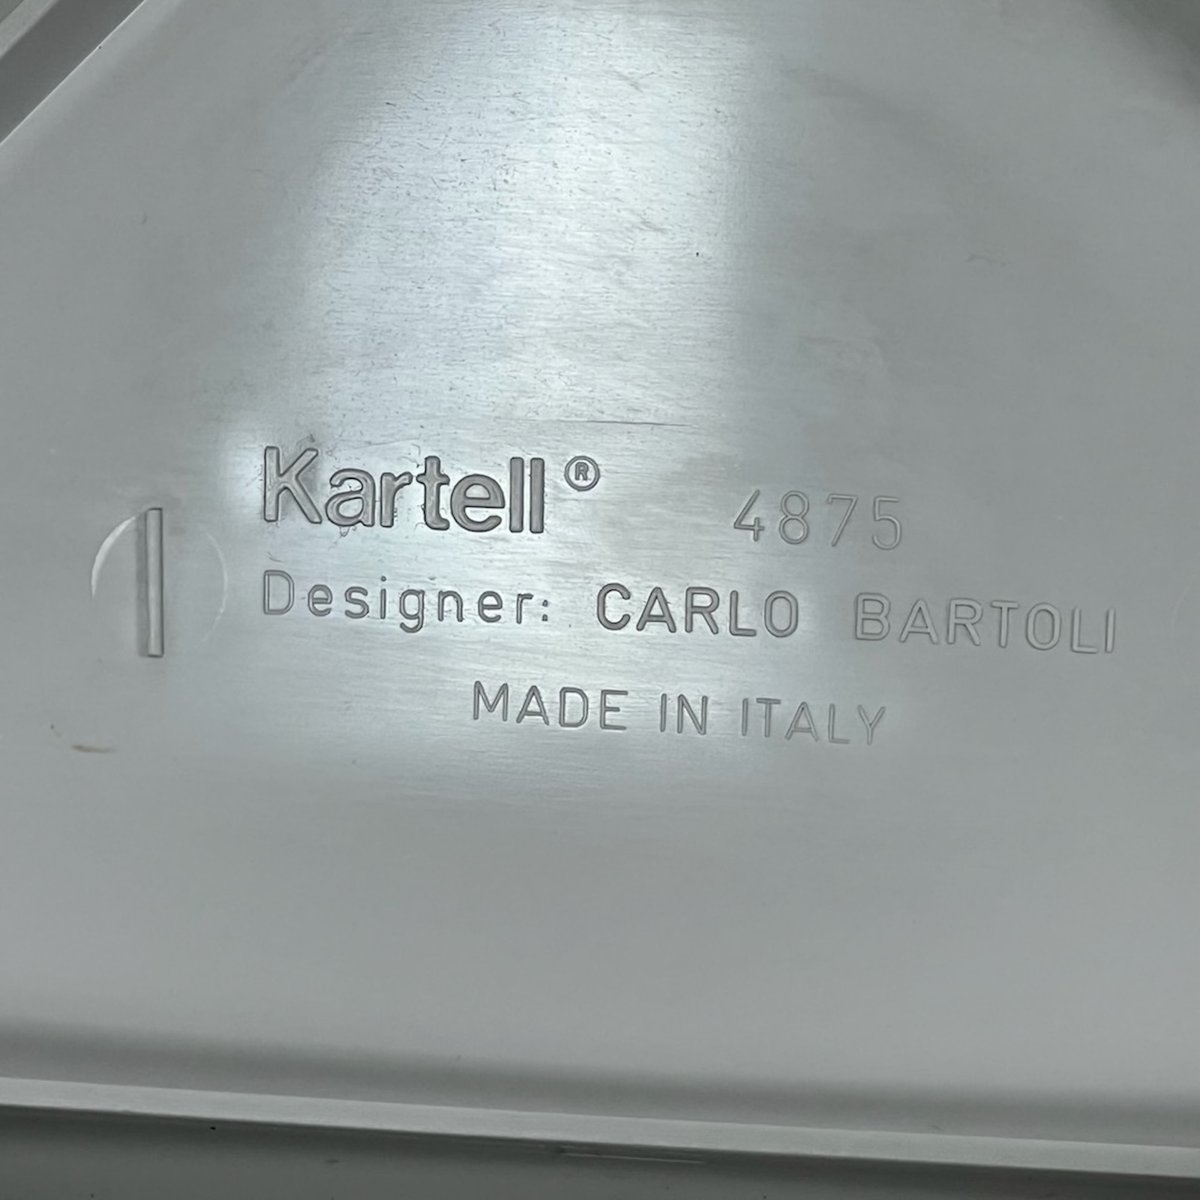 Kartell® 4875
Designer: CARLO BARTOLI
MADE IN ITALY